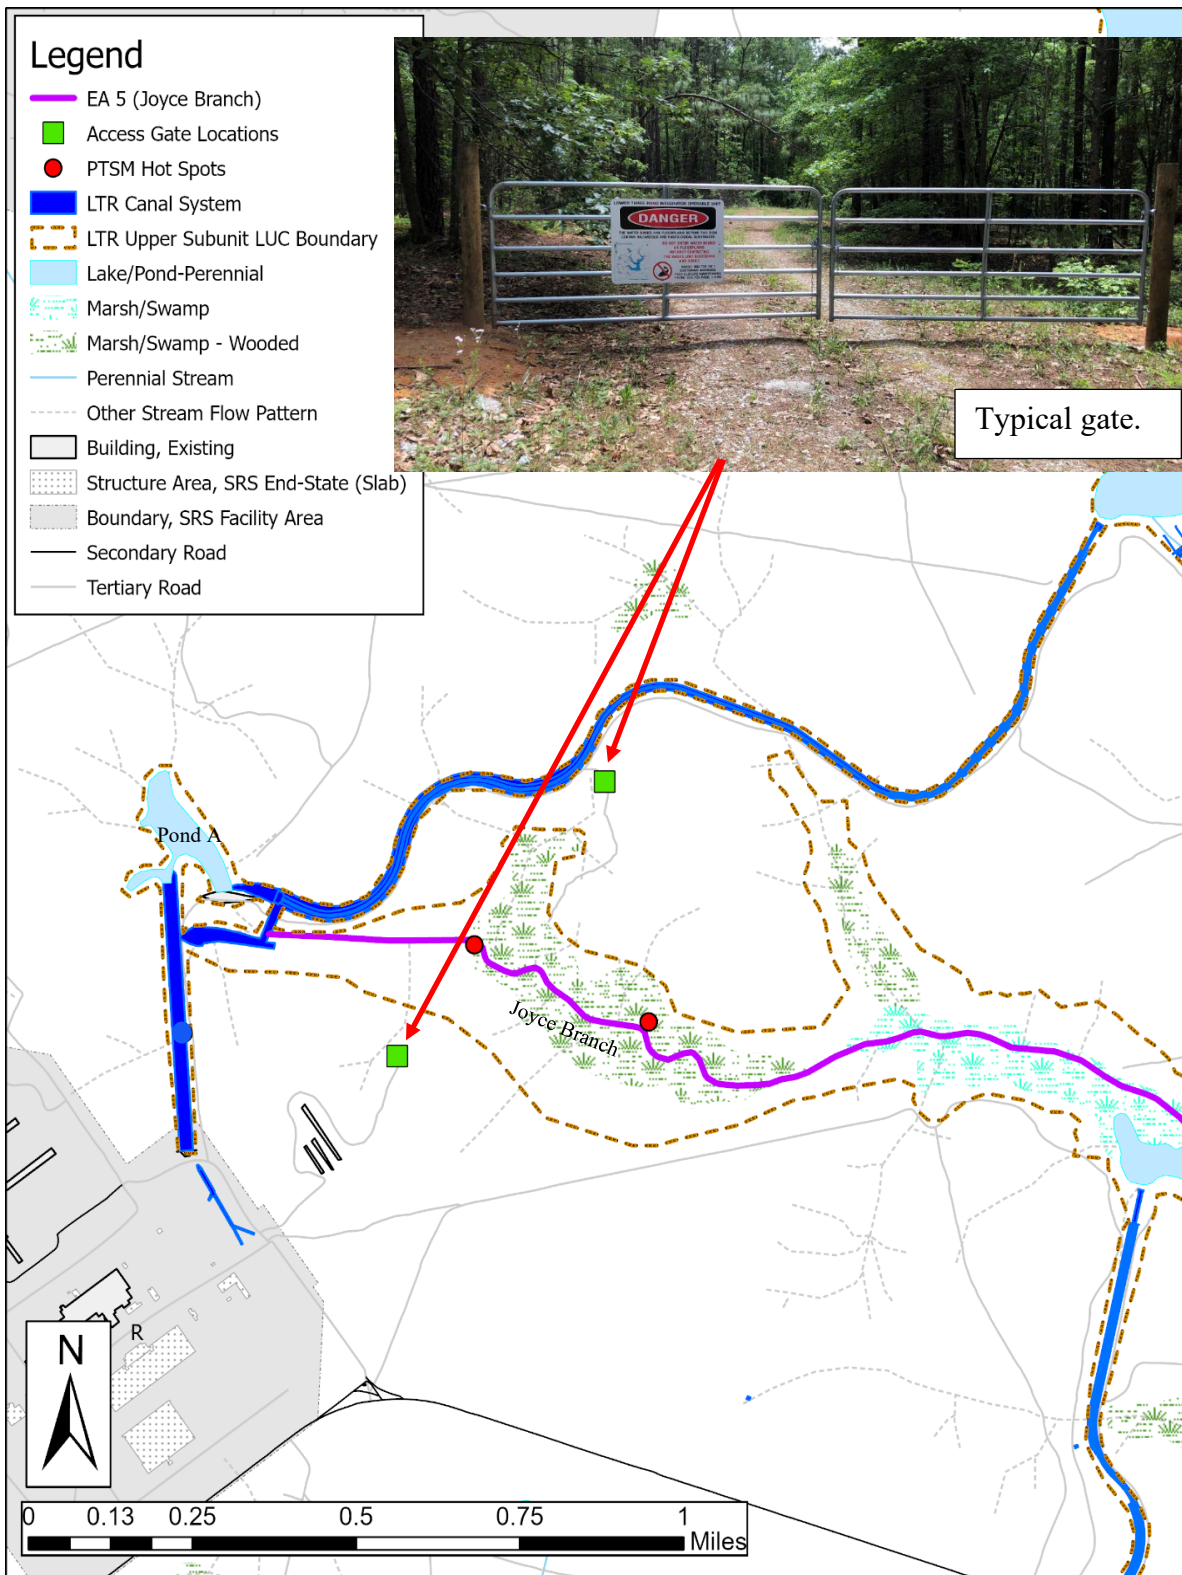 Legend
EA 5 (Joyce Branch)
Access Gate Locations
PTSM Hot Spots
LTR Canal System
LTR Upper Subunit LUC Boundary
Lake/Pond-Perennial
Marsh/Swamp
Marsh/Swamp - Wooded
Perennial Stream
Other Stream Flow Pattern
Building, Existing
Structure Area, SRS End-State (Slab)
Boundary, SRS Facility Area
Secondary Road
Tertiary Road
DANGER
Typical gate.
Pond A
Joyce Branch
R
N
0 0.13 0.25 0.5 0.75 1
Miles